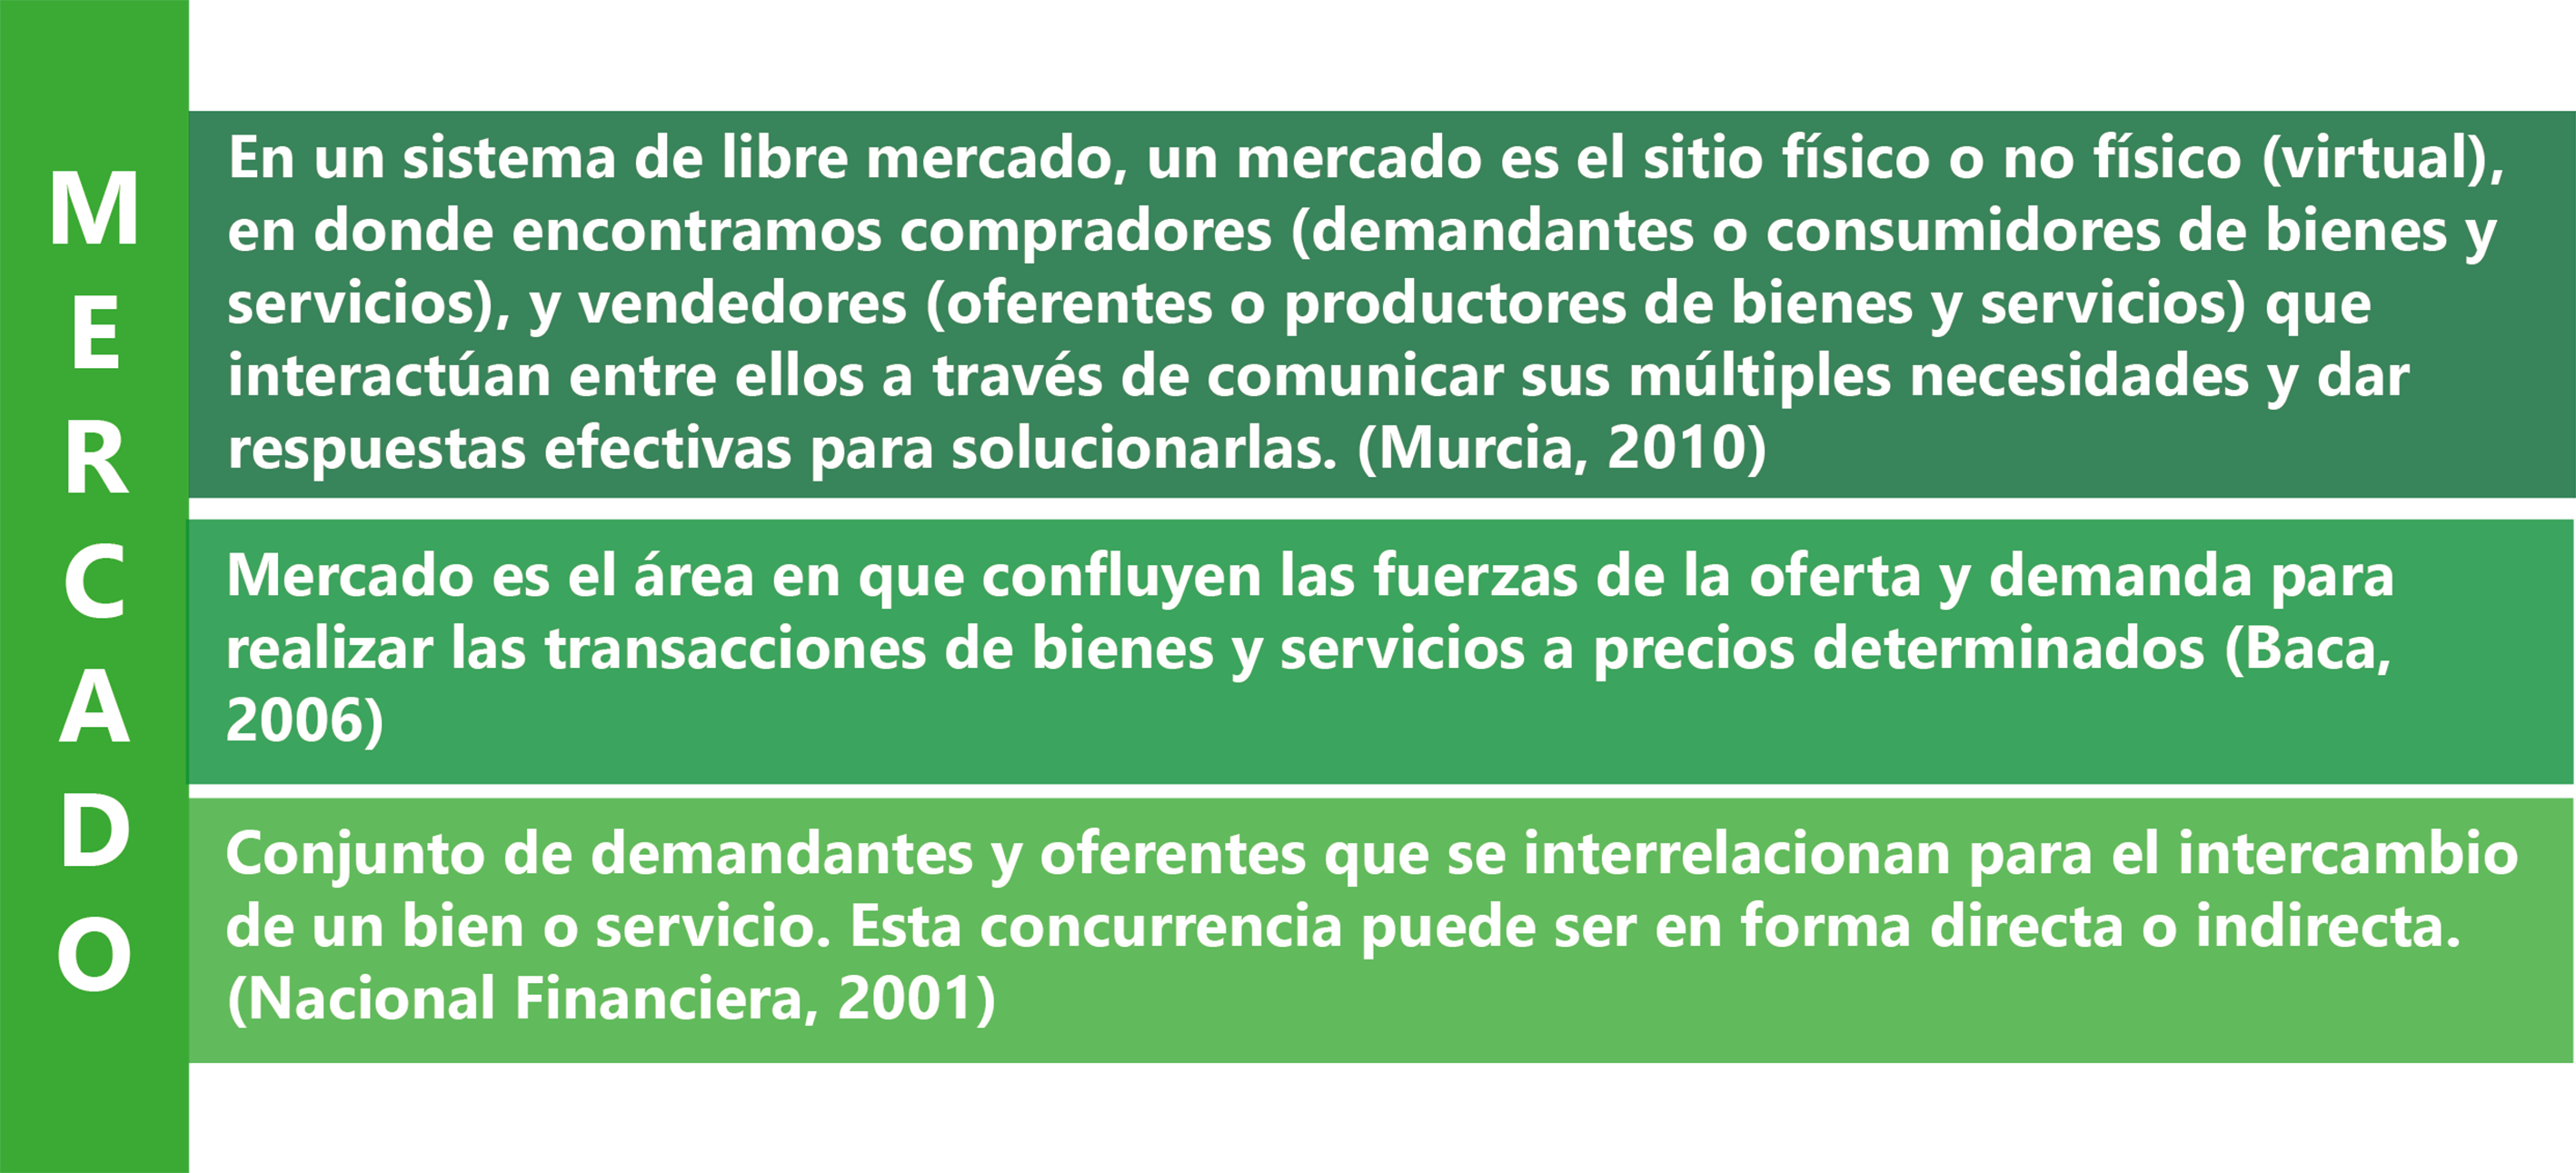 MERCADO
En un sistema de libre mercado, un mercado es el sitio físico o no físico (virtual),
en donde encontramos compradores (demandantes o consumidores de bienes y
servicios), y vendedores (oferentes o productores de bienes y servicios) que
interactúan entre ellos a través de comunicar sus múltiples necesidades y dar
respuestas efectivas para solucionarlas. (Murcia, 2010)
Mercado es el área en que confluyen las fuerzas de la oferta y demanda para
realizar las transacciones de bienes y servicios a precios determinados (Baca,
2006)
Conjunto de demandantes y oferentes que se interrelacionan para el intercambio
de un bien o servicio. Esta concurrencia puede ser en forma directa o indirecta.
(Nacional Financiera, 2001)